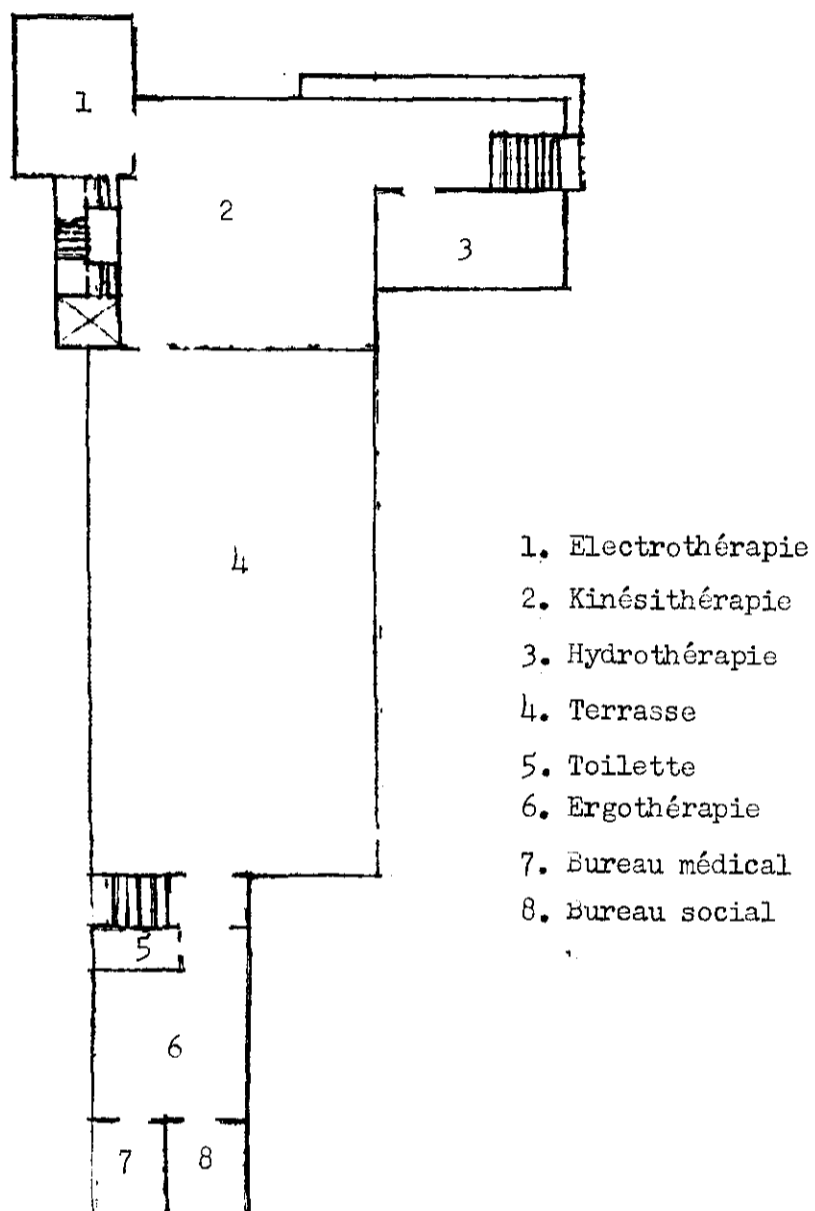 1
2
3
4
1. Electrothérapie
2. Kinésithérapie
3. Hydrothérapie
4. Terrasse
5. Toilette
6. Ergothérapie
7. Bureau médical
8. Bureau social
5
6
7 8